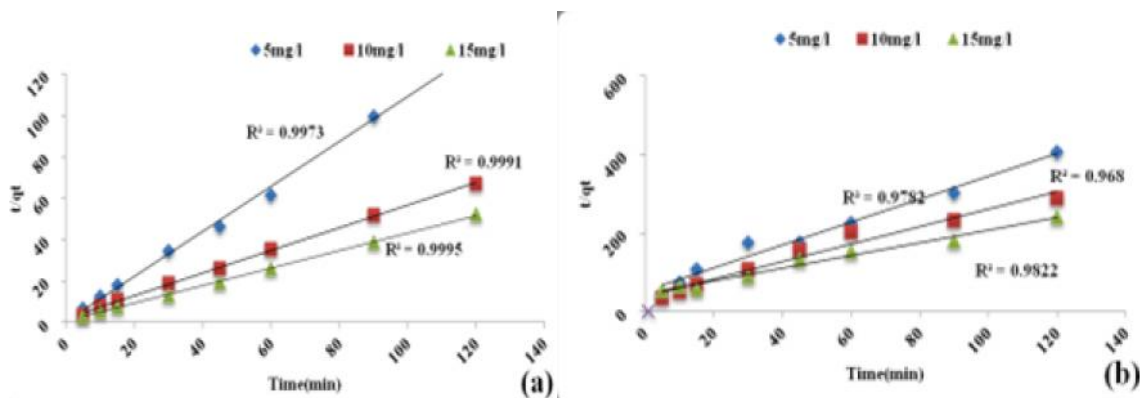 5mg/l 10mg/l 15mg/l
120
100
80
60
40
20
0
t/qt
R² = 0.9973
R² = 0.9991
R² = 0.9995
0 20 40 60 80 100 120 140
Time(min)
(a)
5mg/l 10mg/l 15mg/l
600
400
200
0
t/qt
R² = 0.9782
R² = 0.968
R² = 0.9822
0 20 40 60 80 100 120 140
Time(min)
(b)